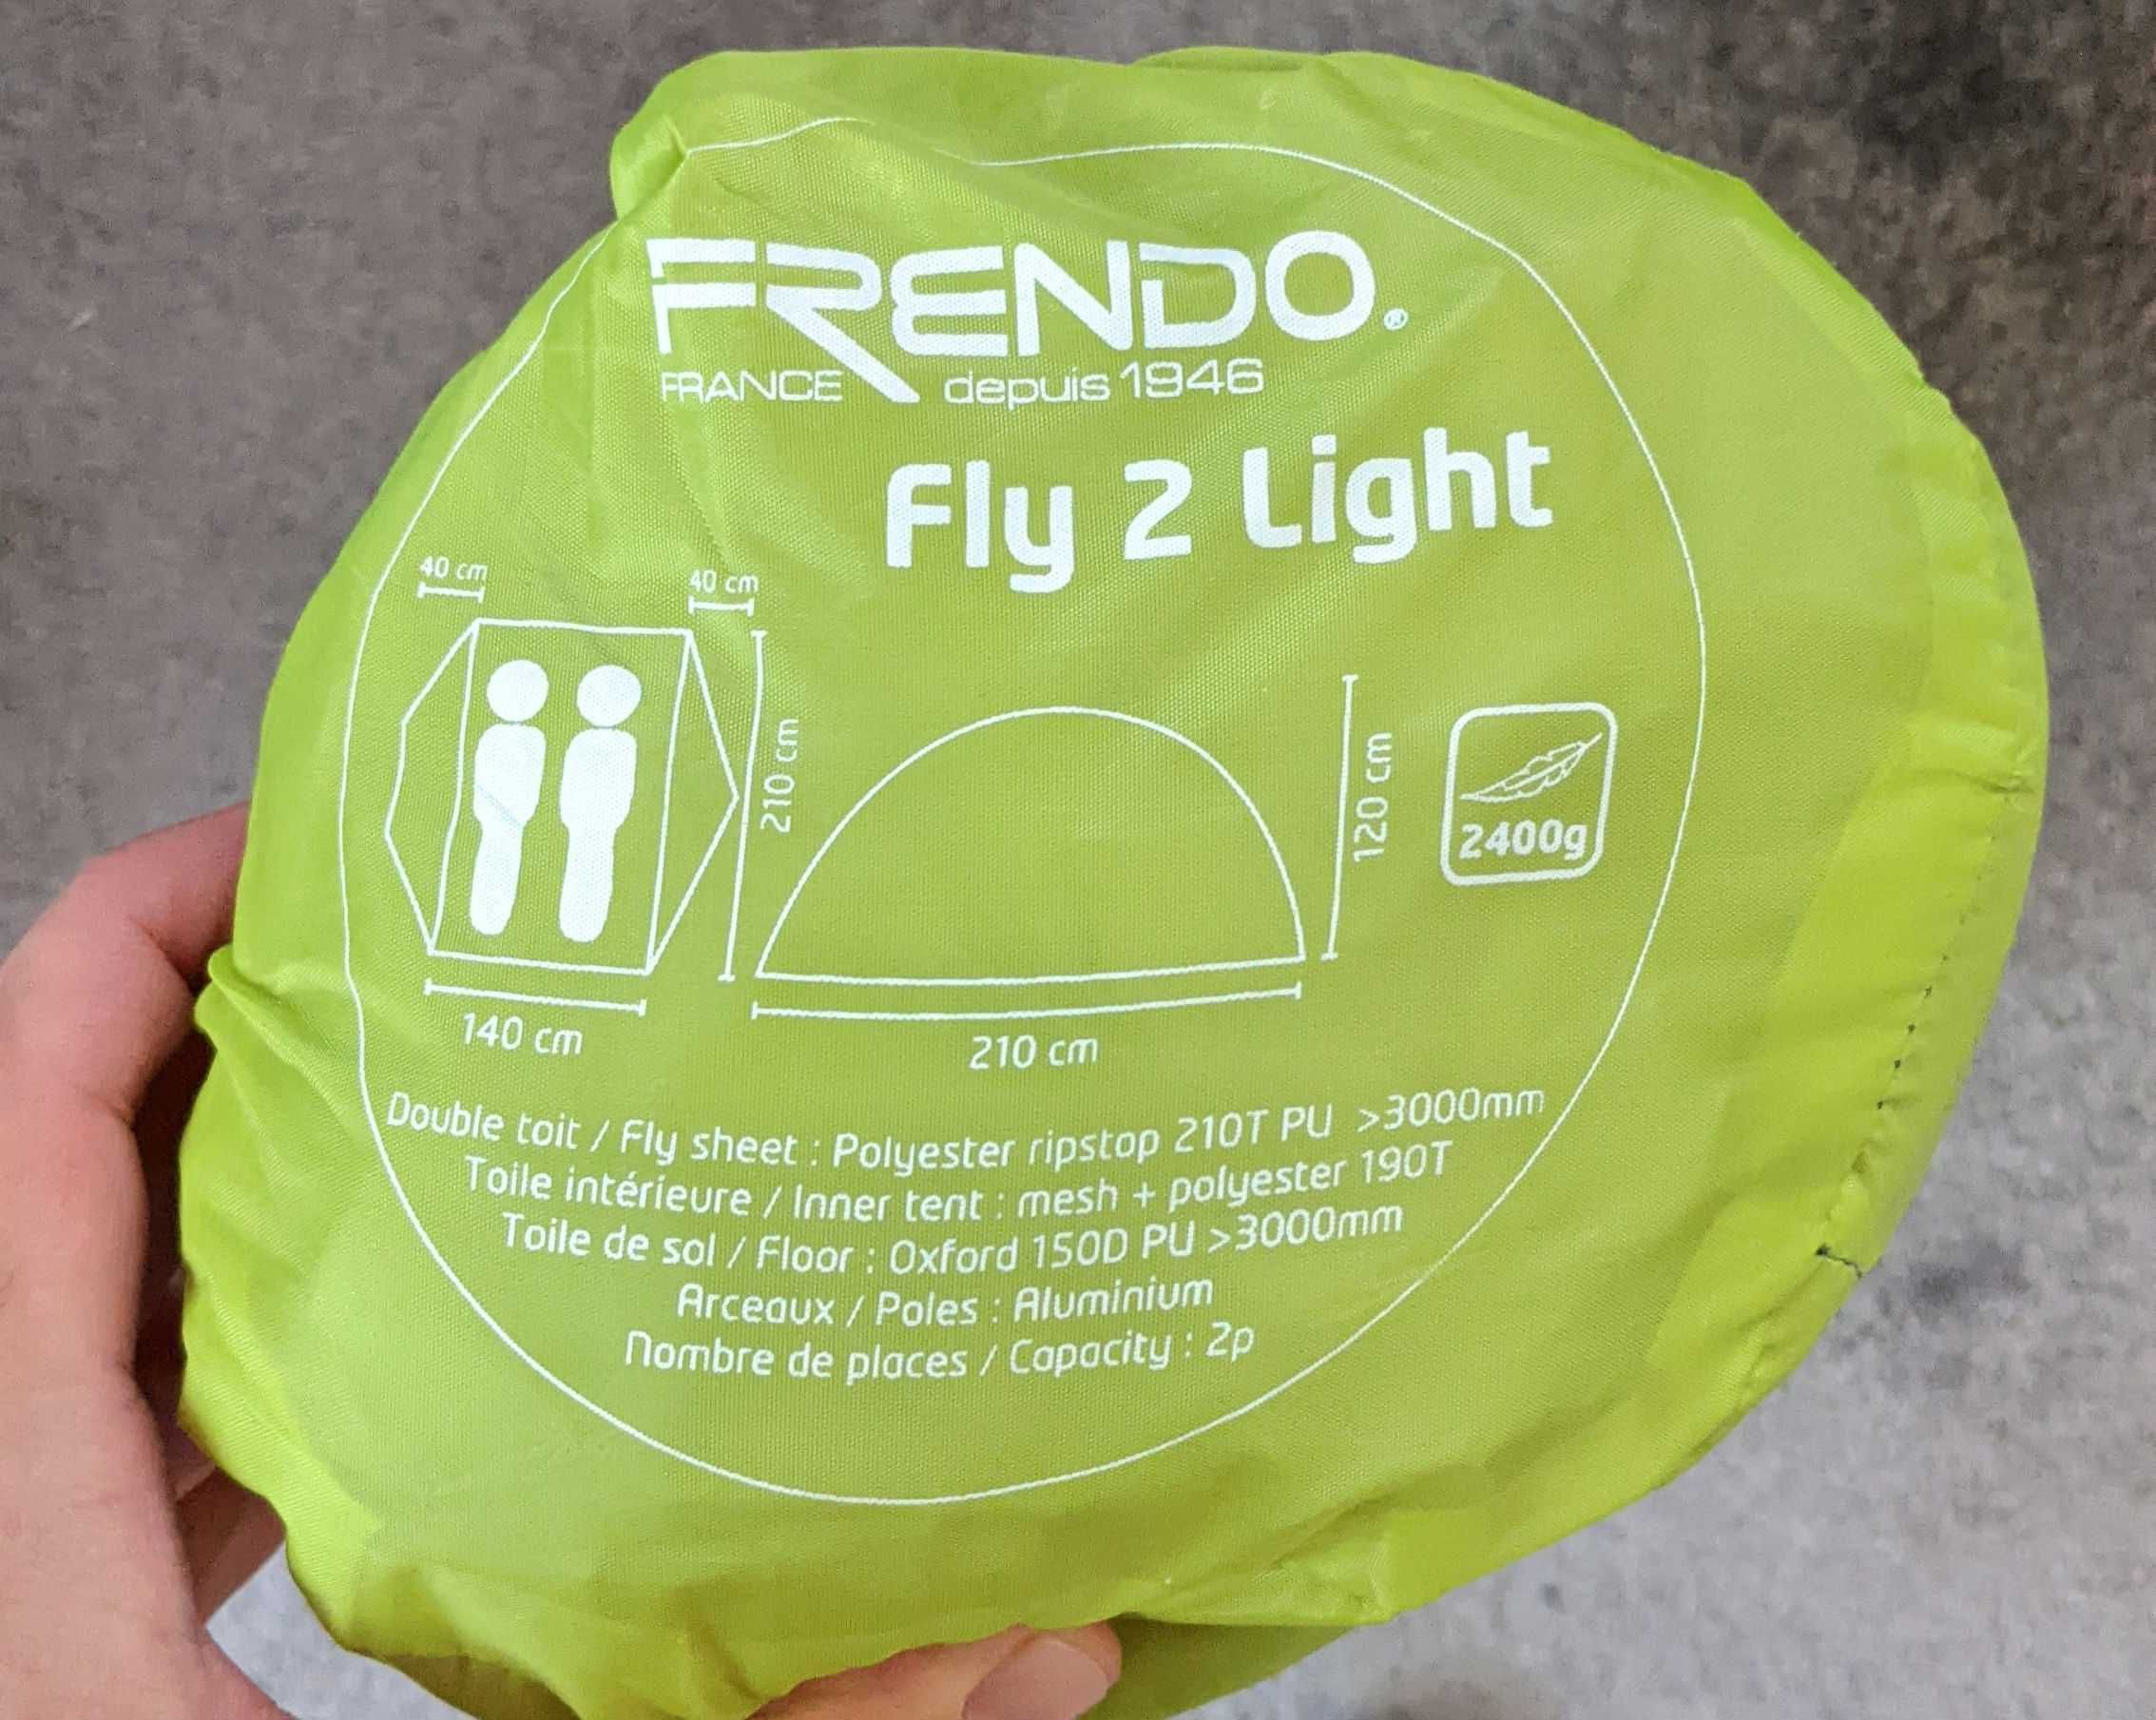 FRENDO.®
FRANCE depuis 1946
Fly 2 Light
40 cm
40 cm
210 cm
120 cm
2400g
140 cm
210 cm
Double toit / Fly sheet : Polyester ripstop 210T PU >3000mm
Toile intérieure / Inner tent : mesh + polyester 190T
Toile de sol / Floor : Oxford 150D PU >3000mm
Arceaux / Poles : Aluminium
Nombre de places / Capacity : 2p